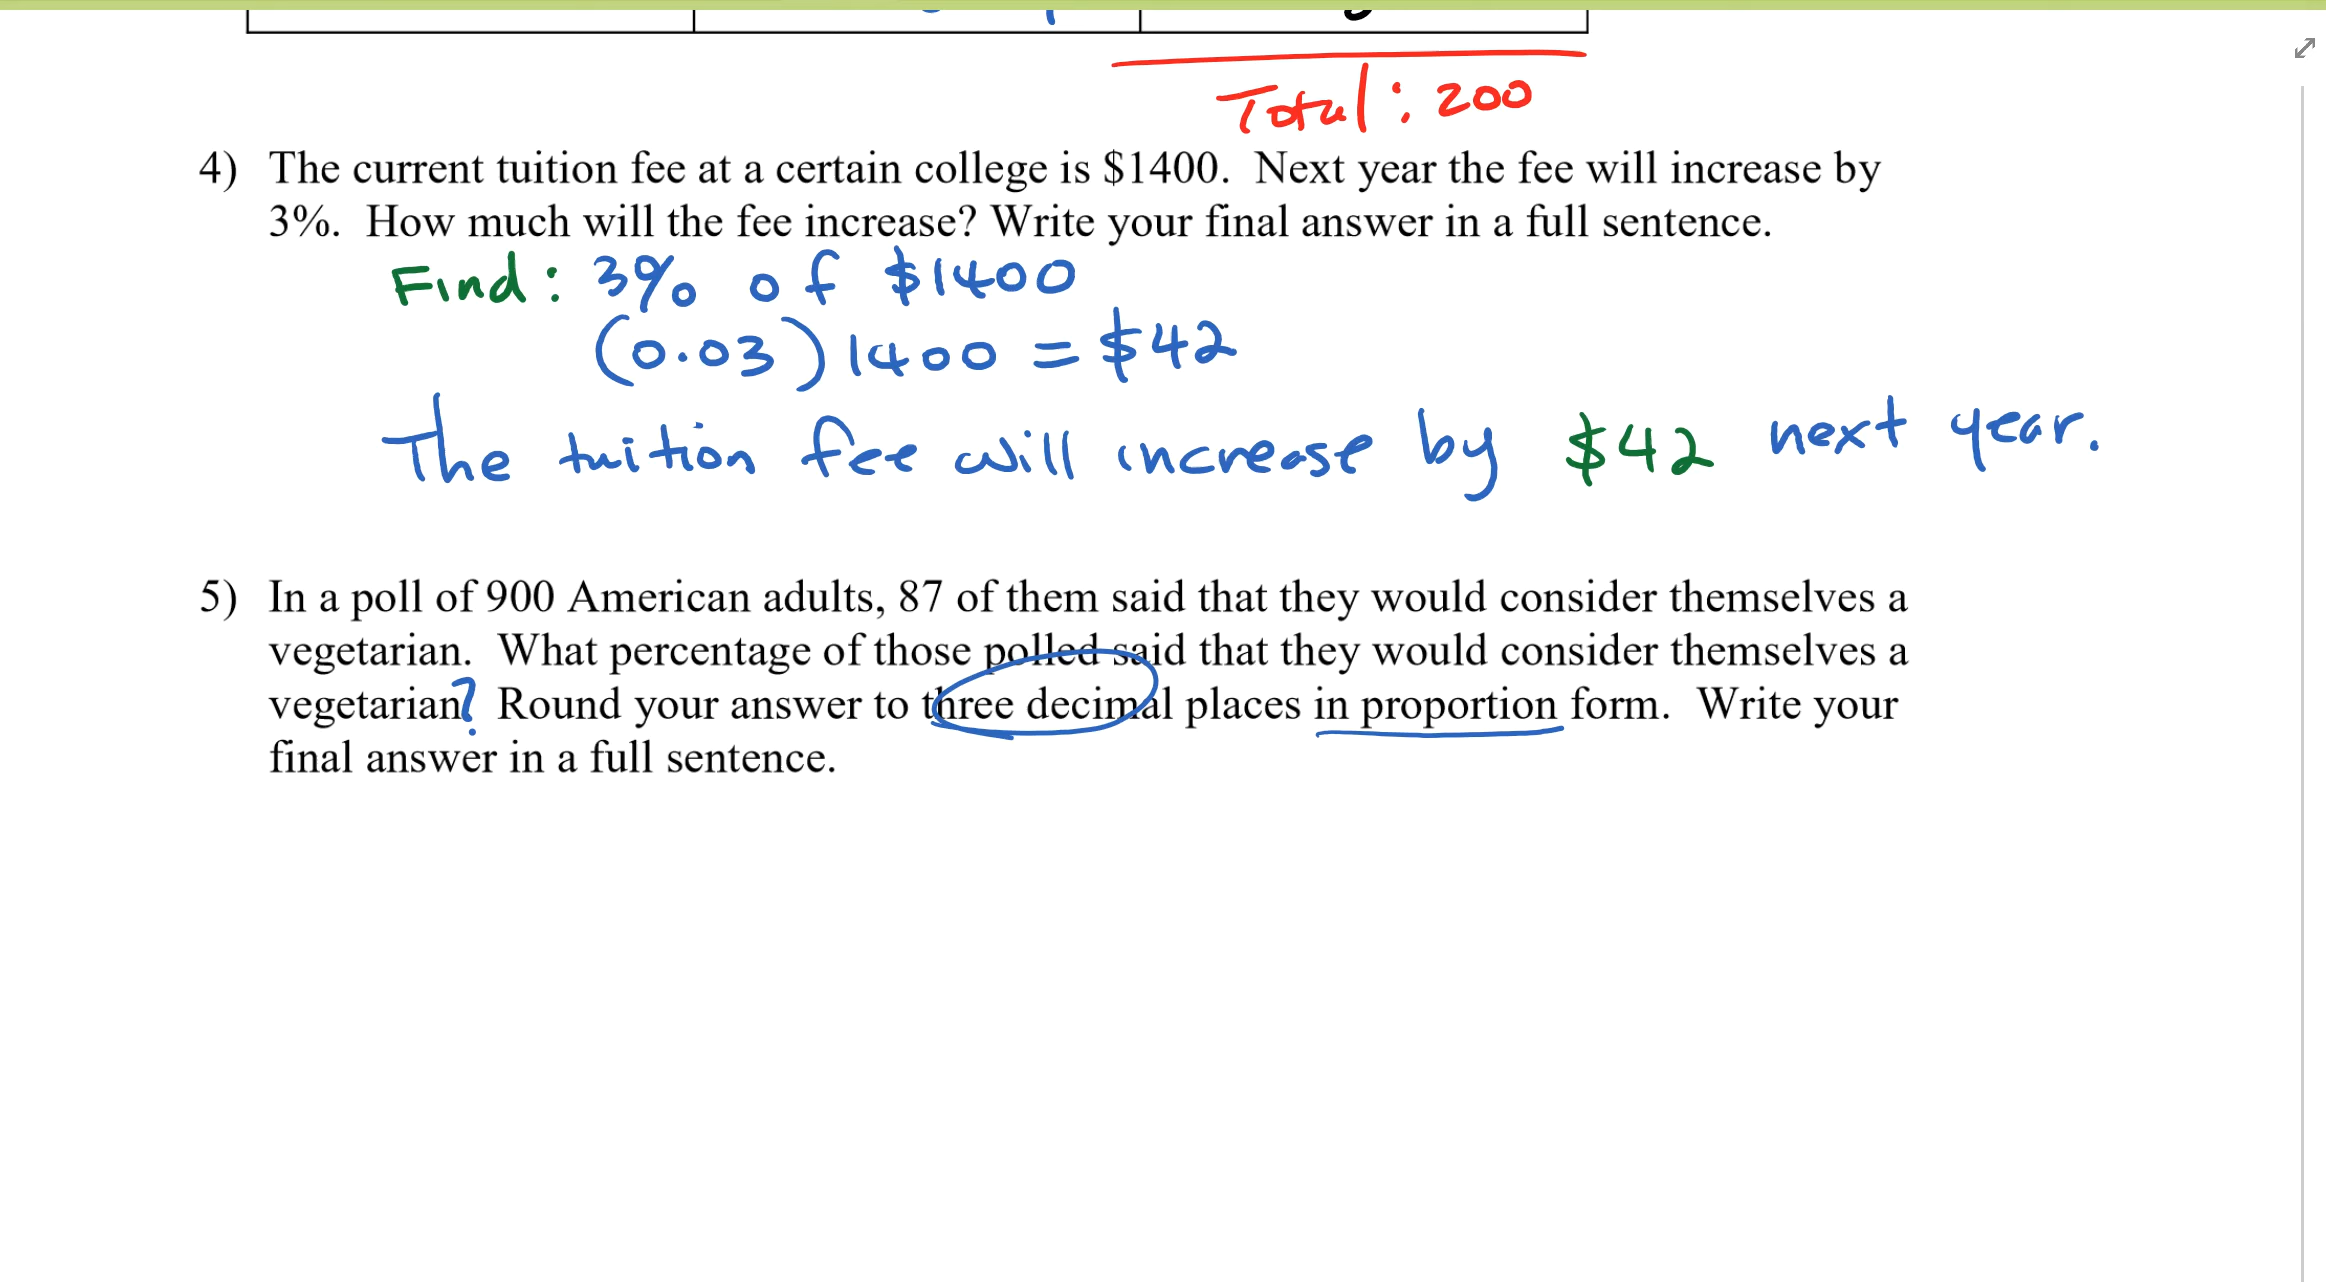 Total: 200
4) The current tuition fee at a certain college is $1400. Next year the fee will increase by
3%. How much will the fee increase? Write your final answer in a full sentence.
Find: 3% of $1400
(0.03)1400 = $42
The tuition fee will increase by $42 next year.
5) In a poll of 900 American adults, 87 of them said that they would consider themselves a
vegetarian. What percentage of those polled said that they would consider themselves a
vegetarian? Round your answer to three decimal places in proportion form. Write your
final answer in a full sentence.